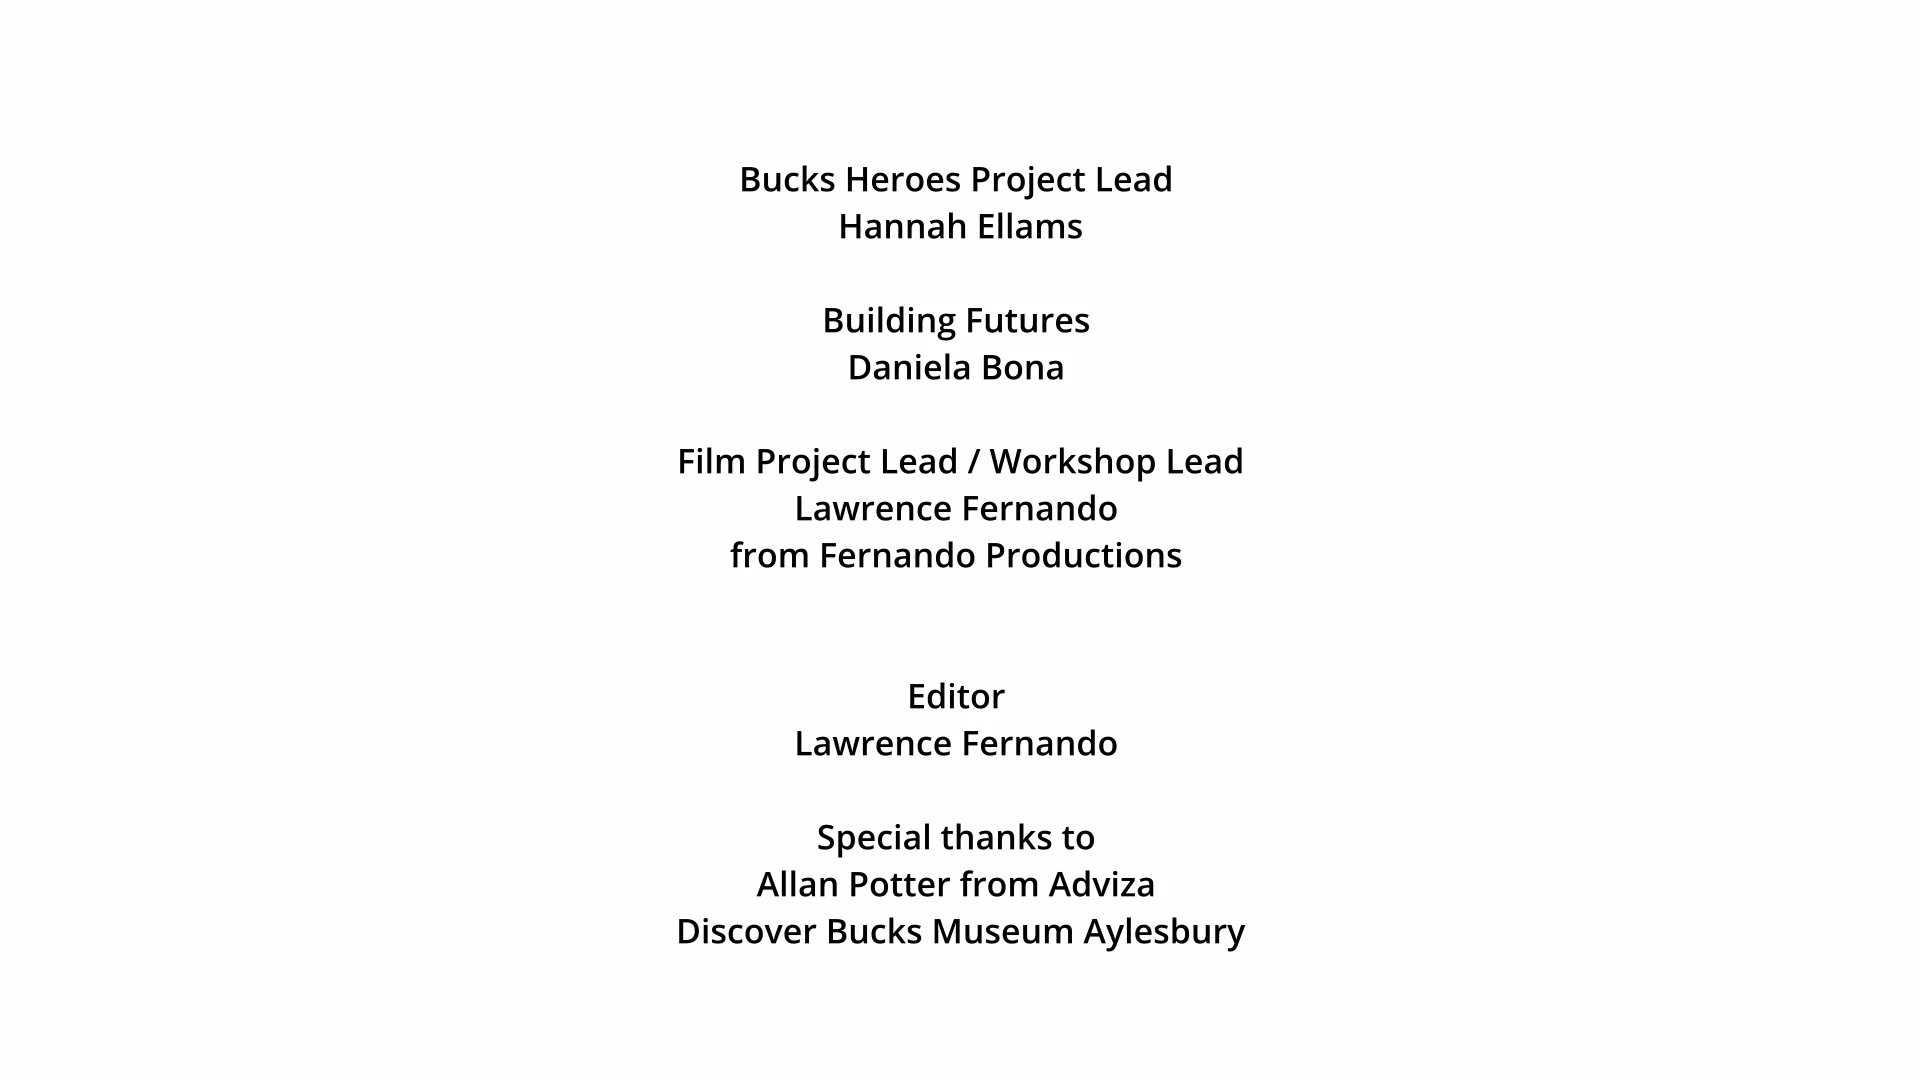 Bucks Heroes Project Lead
Hannah Ellams
Building Futures
Daniela Bona
Film Project Lead / Workshop Lead
Lawrence Fernando
from Fernando Productions
Editor
Lawrence Fernando
Special thanks to
Allan Potter from Adviza
Discover Bucks Museum Aylesbury